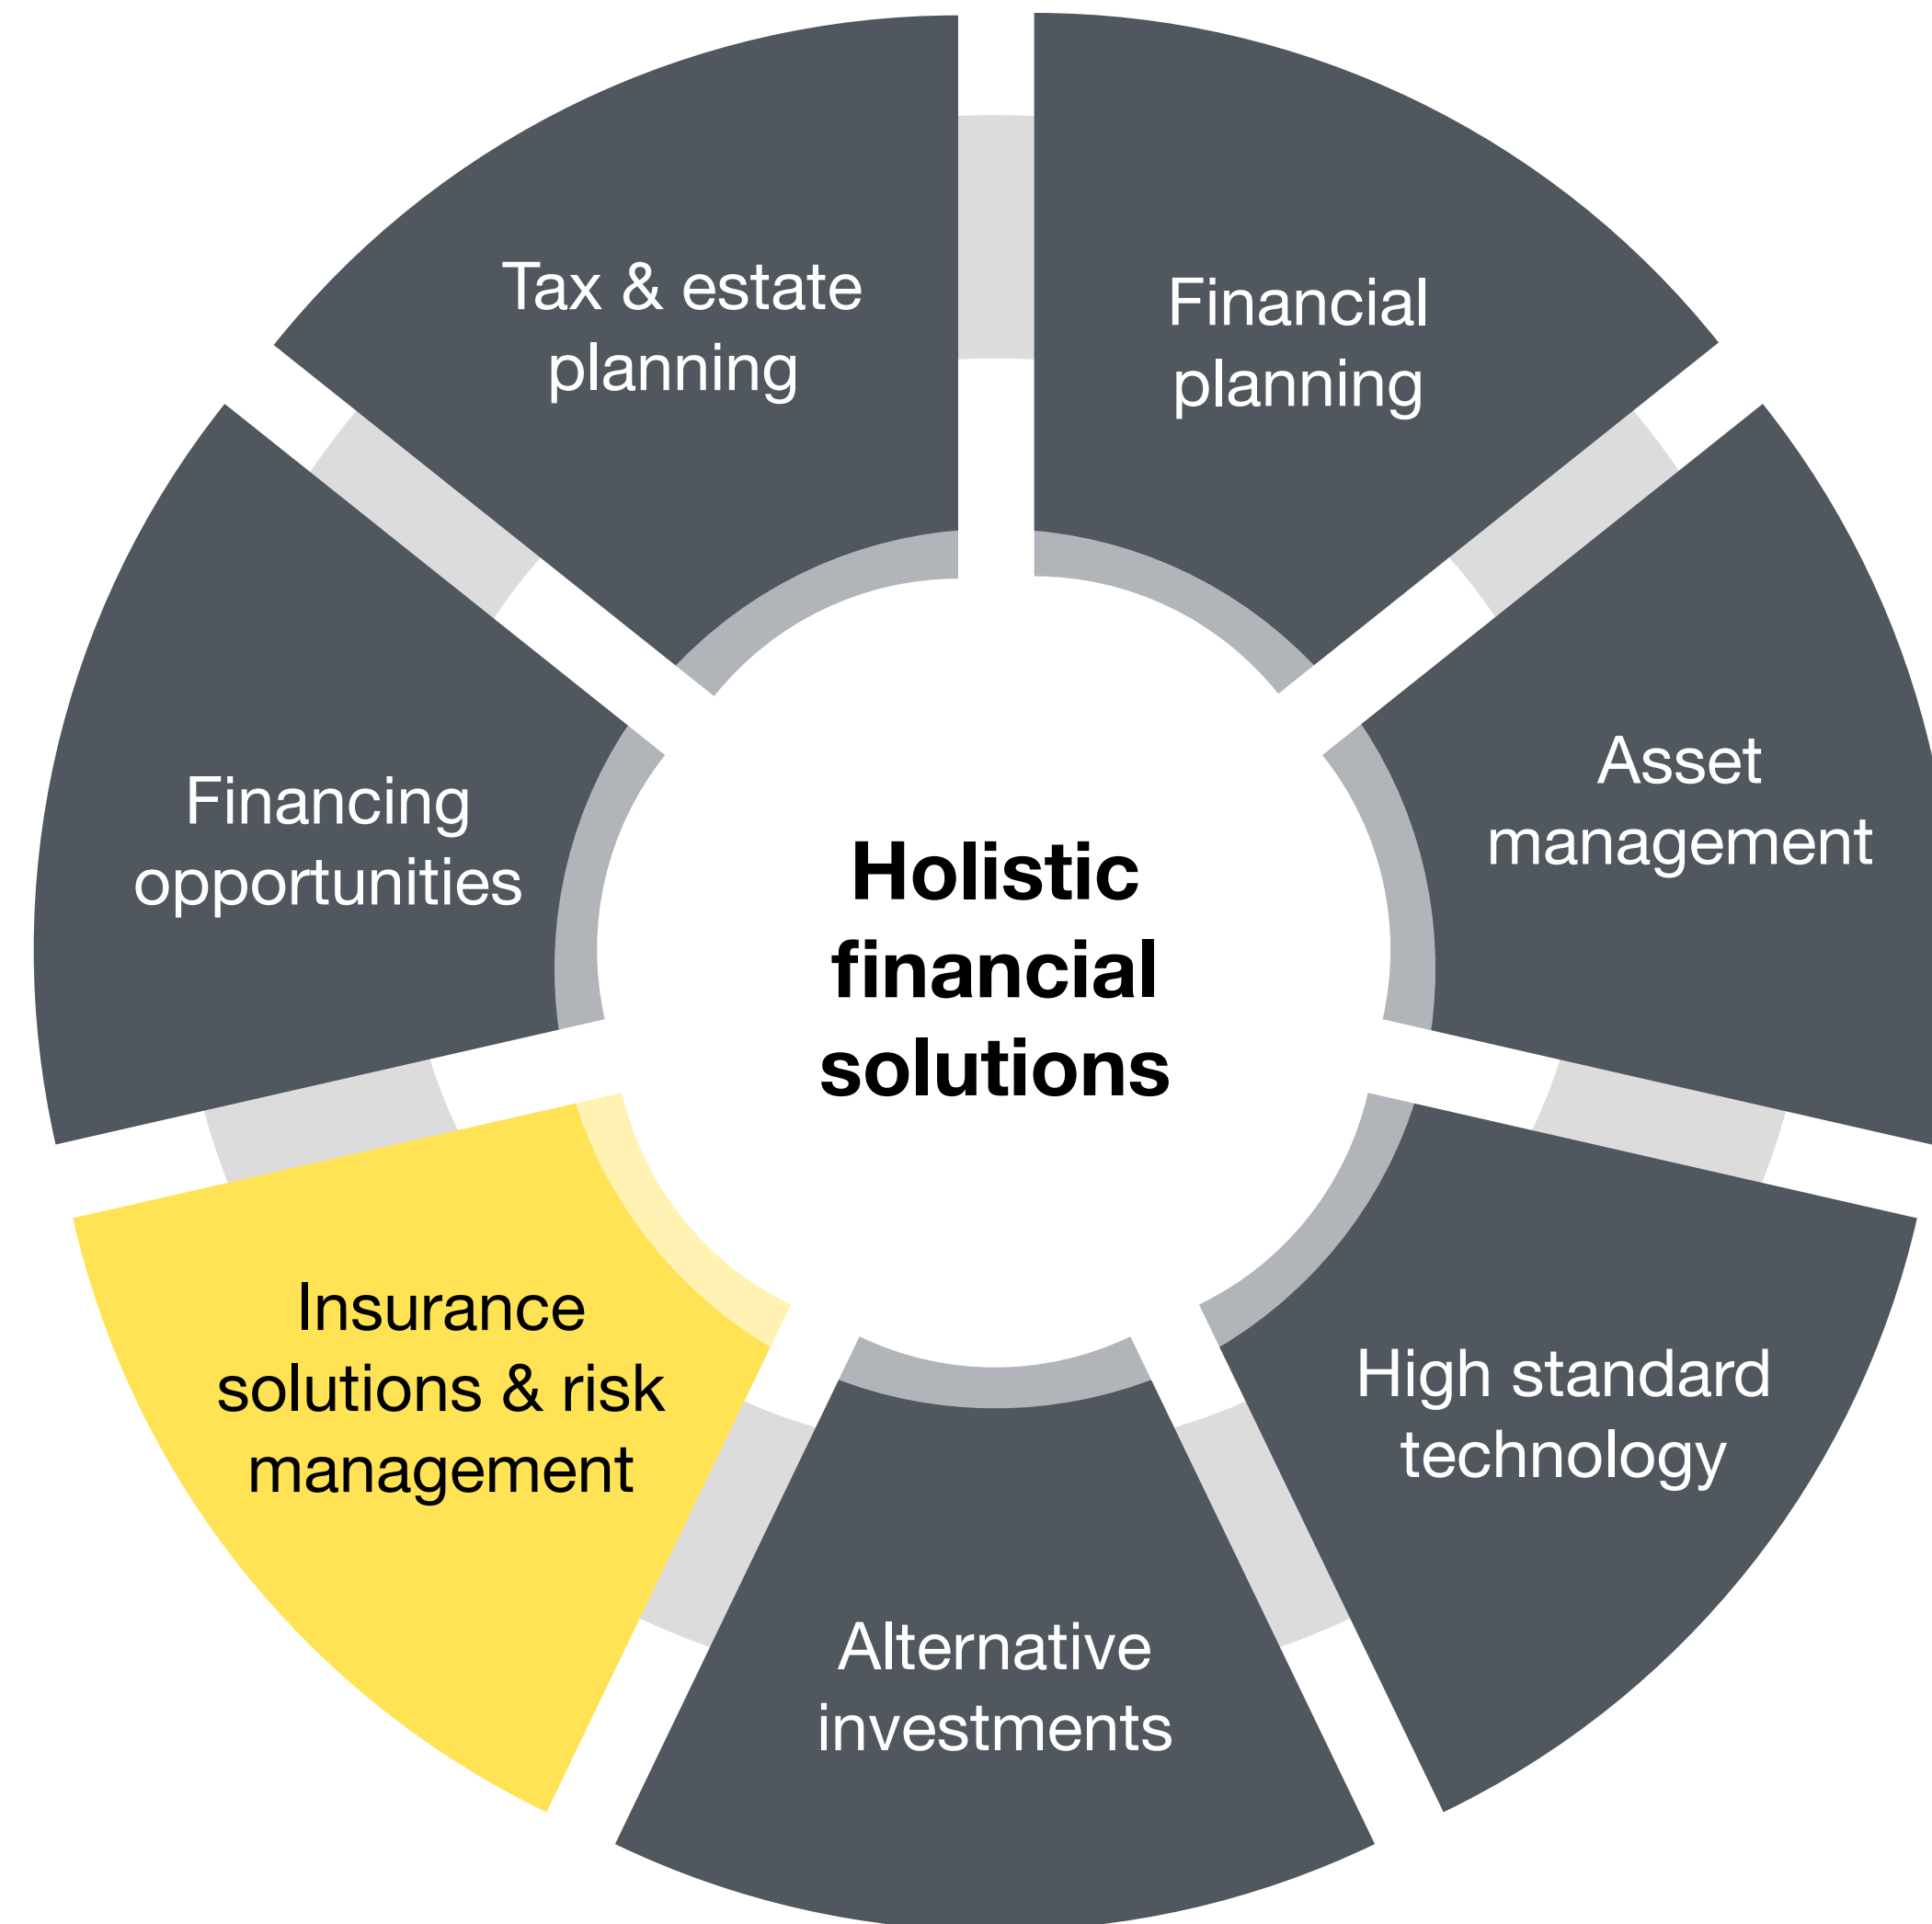 Tax & estate
planning
Financial
planning
Asset
management
Financing
opportunities
Holistic
financial
solutions
Insurance
solutions & risk
management
High standard
technology
Alternative
investments